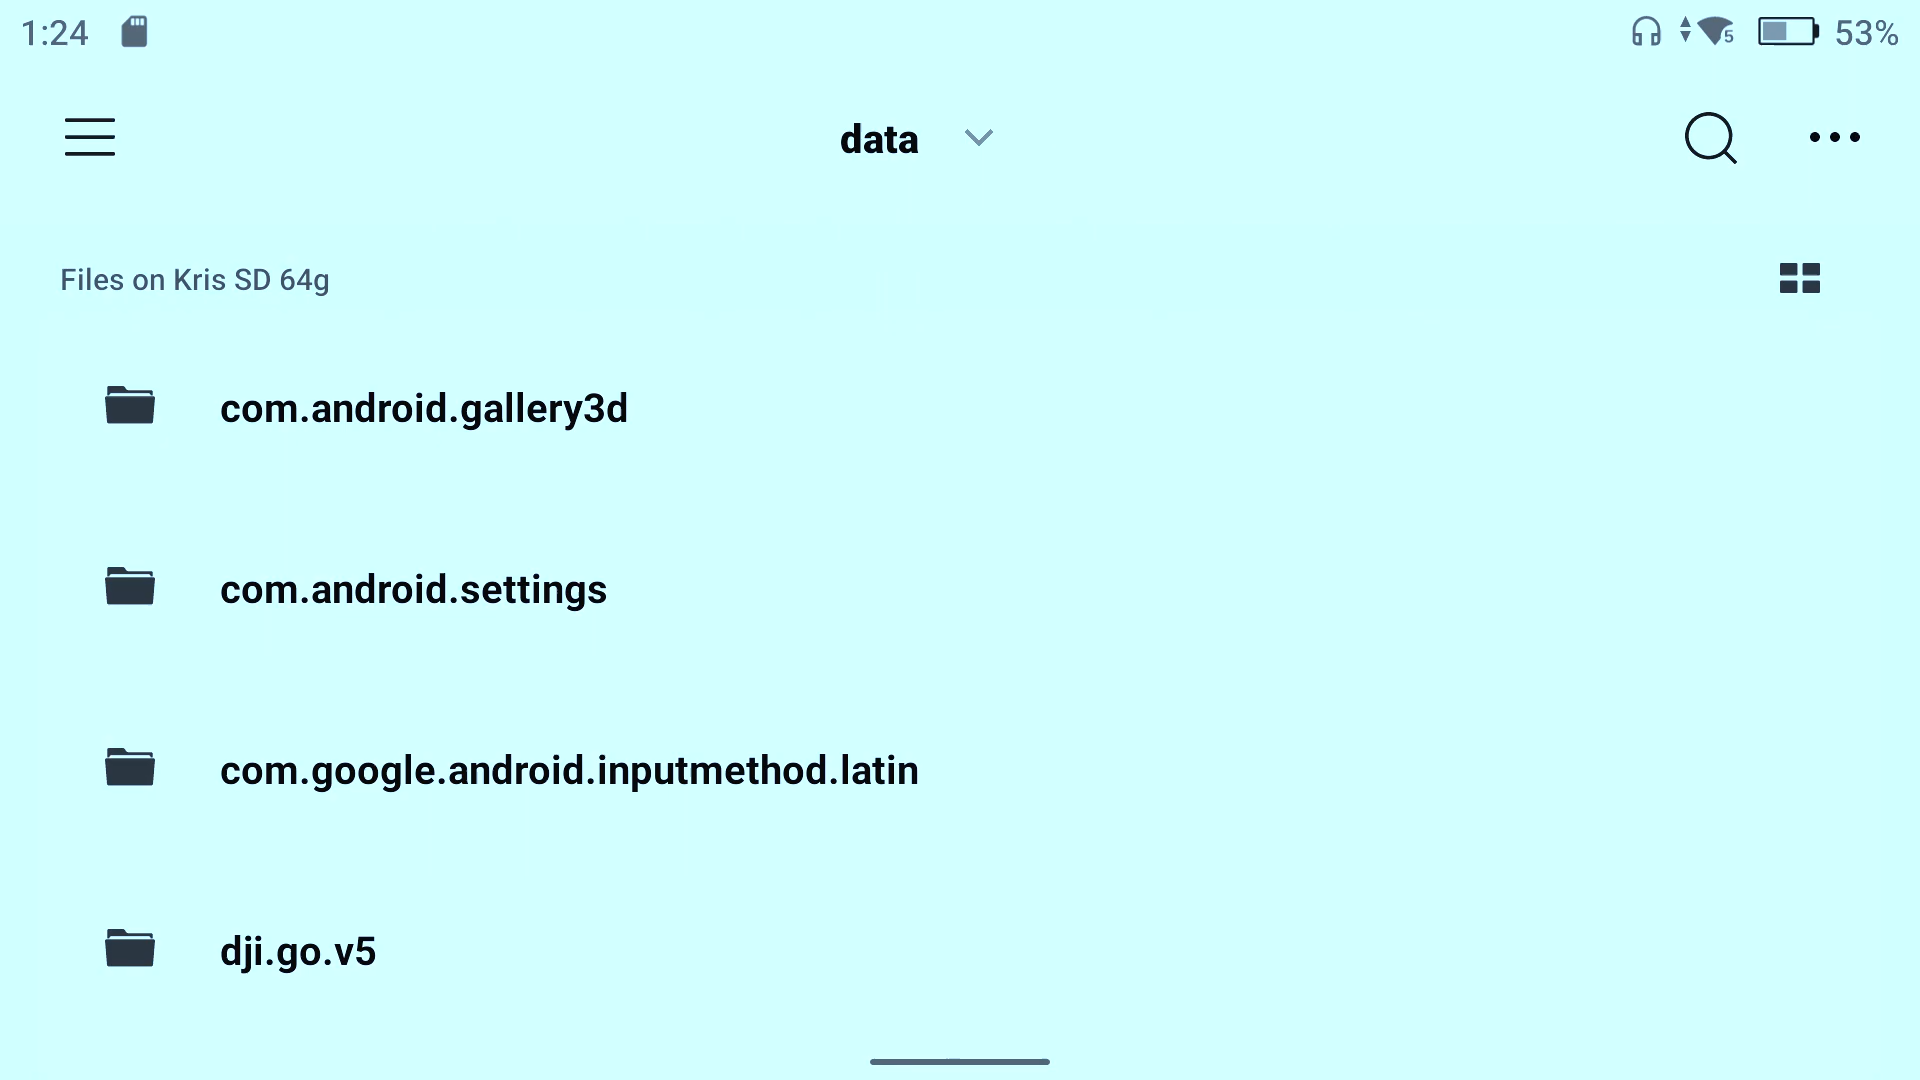 1:24
5
53%
data
Files on Kris SD 64g
com.android.gallery3d
com.android.settings
com.google.android.inputmethod.latin
dji.go.v5